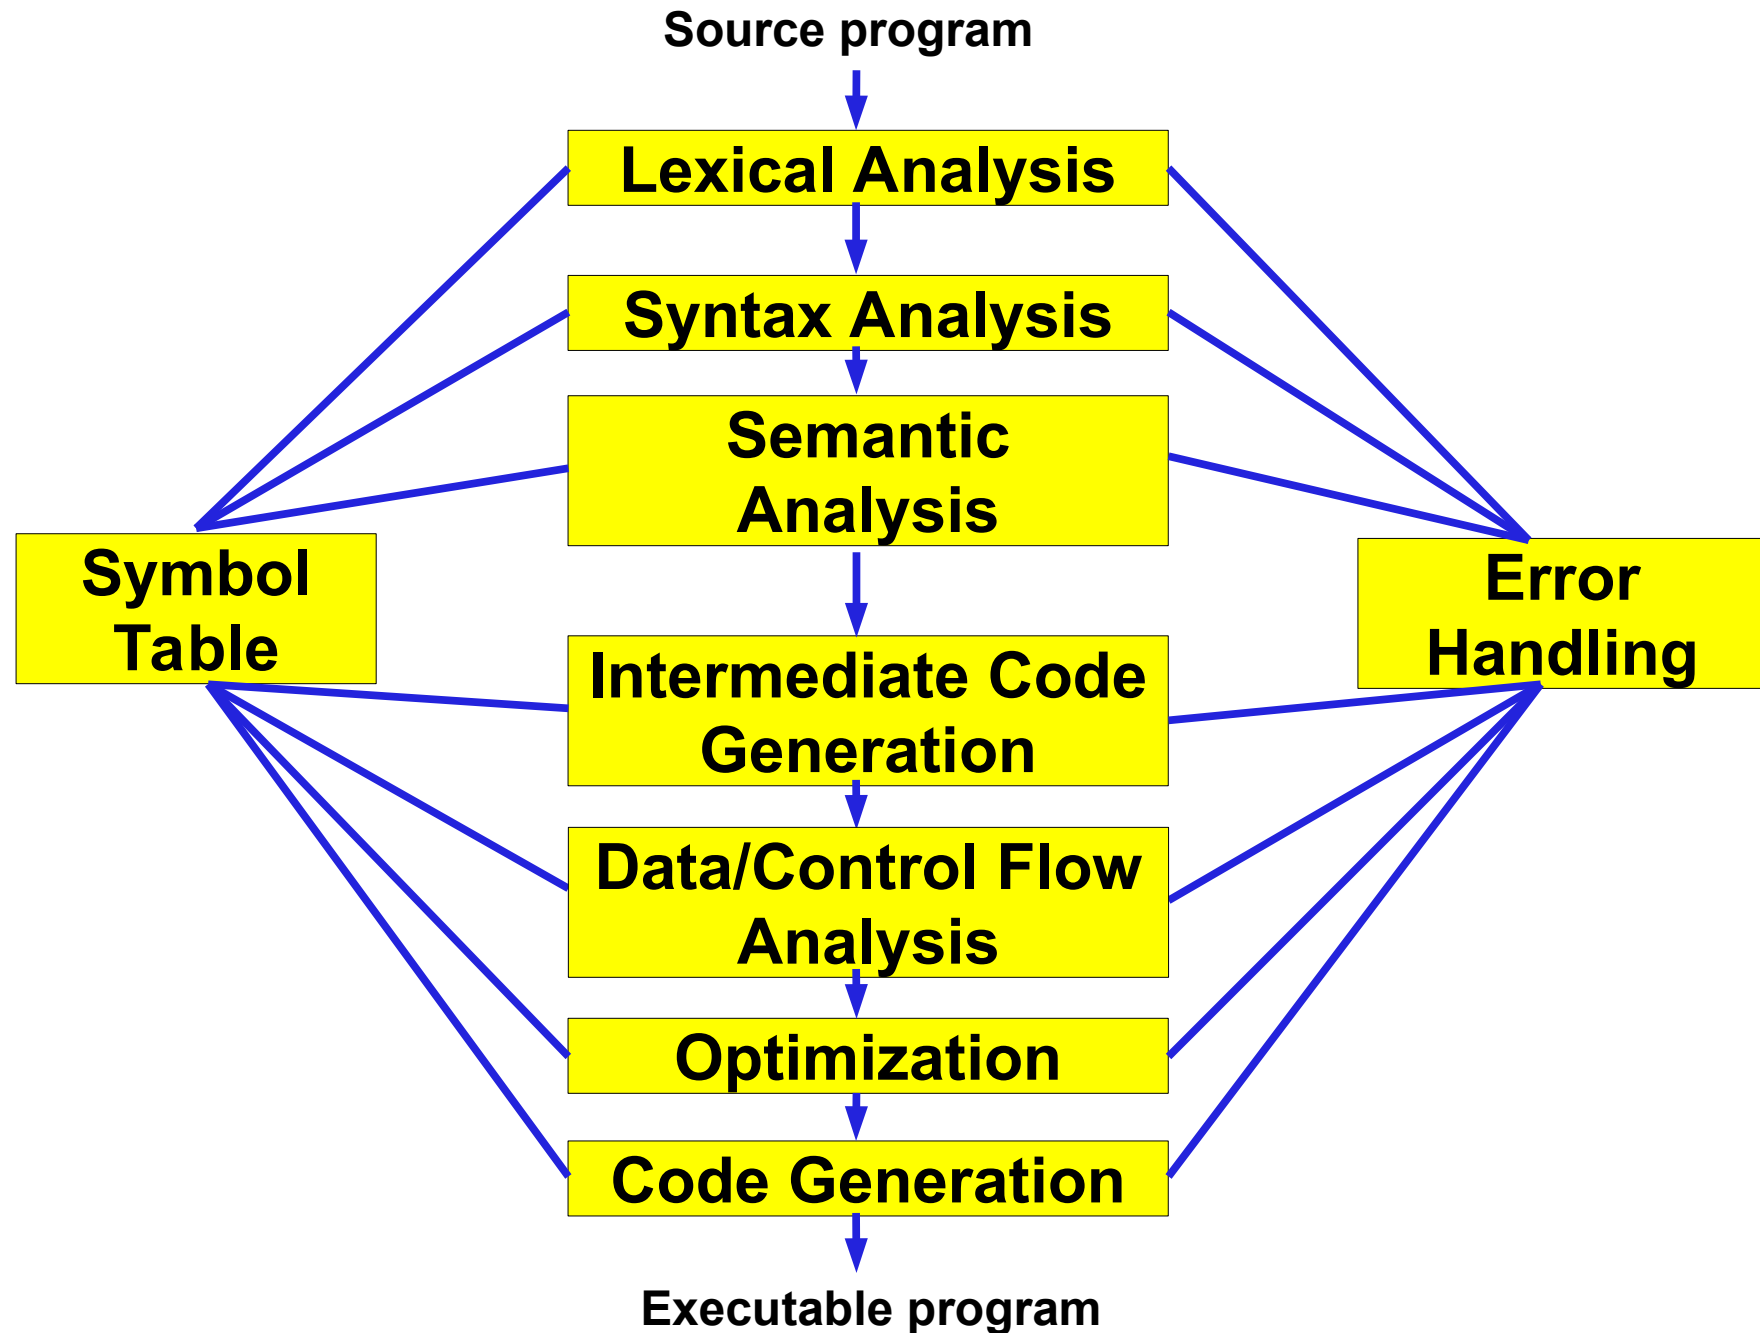 Source program
Lexical Analysis
Syntax Analysis
Semantic
Analysis
Symbol
Table
Error
Handling
Intermediate Code
Generation
Data/Control Flow
Analysis
Optimization
Code Generation
Executable program